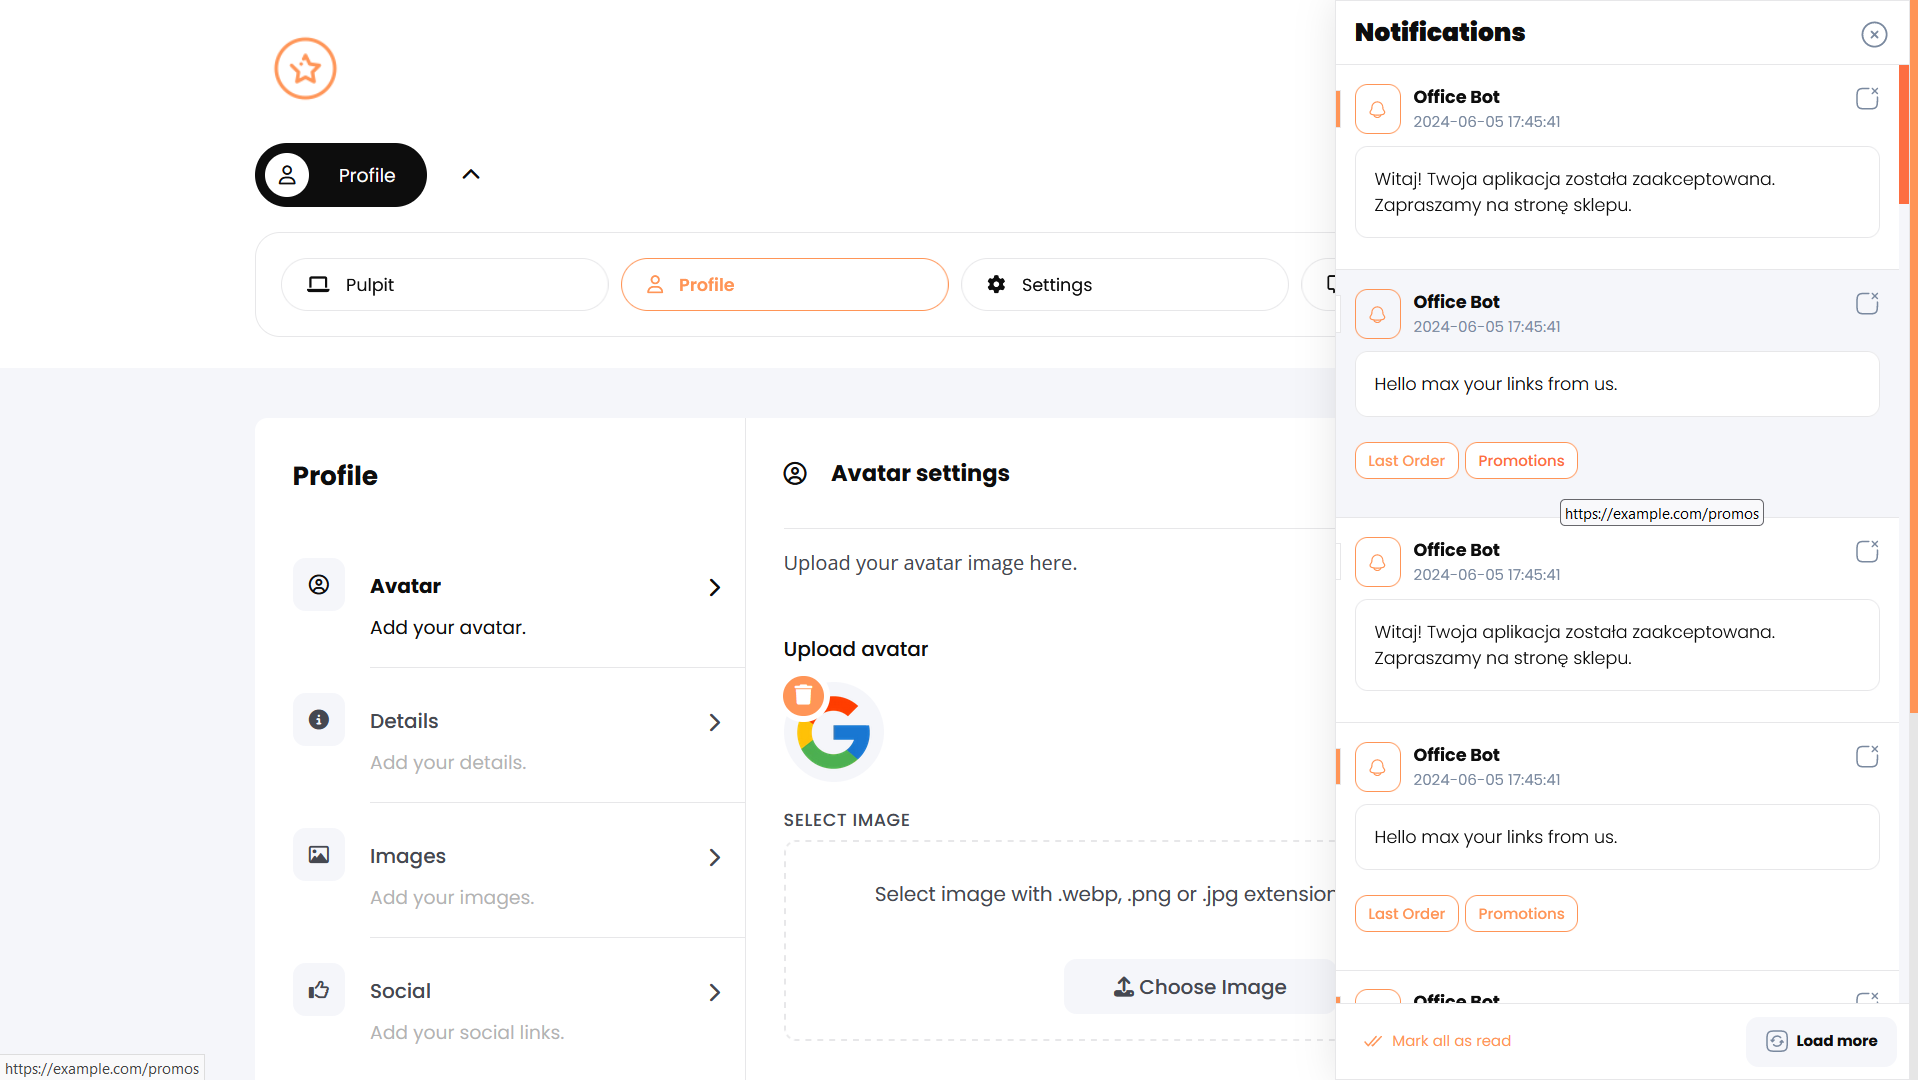 Profile
Pulpit
Profile
Settings
Profile
Avatar
Add your avatar.
Details
Add your details.
Images
Add your images.
Social
Add your social links.
Avatar settings
Upload your avatar image here.
Upload avatar
SELECT IMAGE
Select image with .webp, .png or .jpg extension
Choose Image
Notifications
Office Bot
2024-06-05 17:45:41
Witaj! Twoja aplikacja została zaakceptowana.
Zapraszamy na stronę sklepu.
Office Bot
2024-06-05 17:45:41
Hello max your links from us.
Last Order
Promotions
https://example.com/promos
Office Bot
2024-06-05 17:45:41
Witaj! Twoja aplikacja została zaakceptowana.
Zapraszamy na stronę sklepu.
Office Bot
2024-06-05 17:45:41
Hello max your links from us.
Last Order
Promotions
Office Bot
Mark all as read
Load more
https://example.com/promos